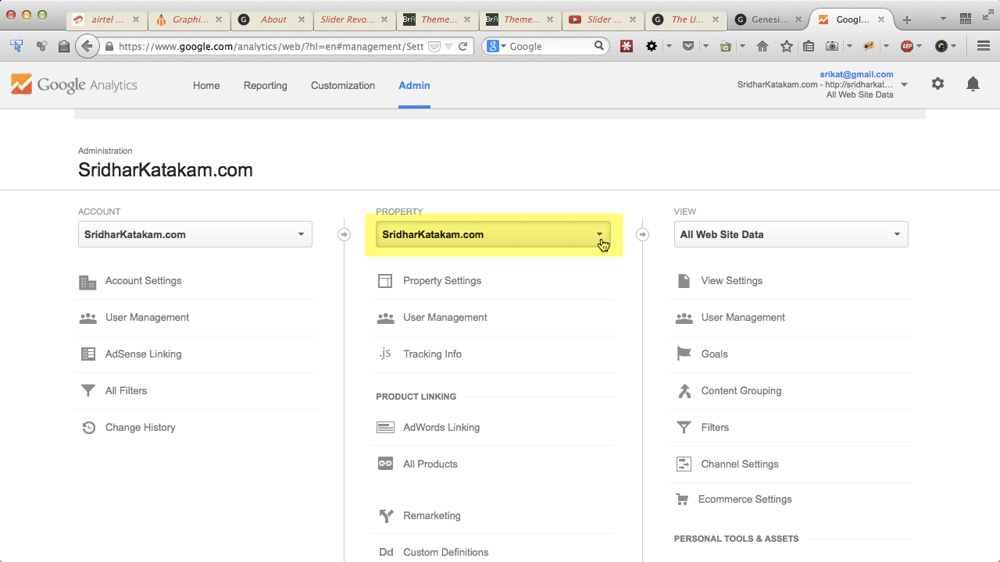 airtel ...
Graphi...
About
Slider Revo...
Theme...
Theme...
Slider ...
The U...
Genesi...
Googl...
https://www.google.com/analytics/web/?hl=en#management/Sett
Google
ABP
Google Analytics
Home
Reporting
Customization
Admin
srikat@gmail.com
SridharKatakam.com - http://sridharkat...
All Web Site Data
Administration
SridharKatakam.com
ACCOUNT
SridharKatakam.com
Account Settings
User Management
AdSense Linking
All Filters
Change History
PROPERTY
SridharKatakam.com
Property Settings
User Management
.js Tracking Info
PRODUCT LINKING
AdWords Linking
All Products
Remarketing
Dd Custom Definitions
VIEW
All Web Site Data
View Settings
User Management
Goals
Content Grouping
Filters
Channel Settings
Ecommerce Settings
PERSONAL TOOLS & ASSETS